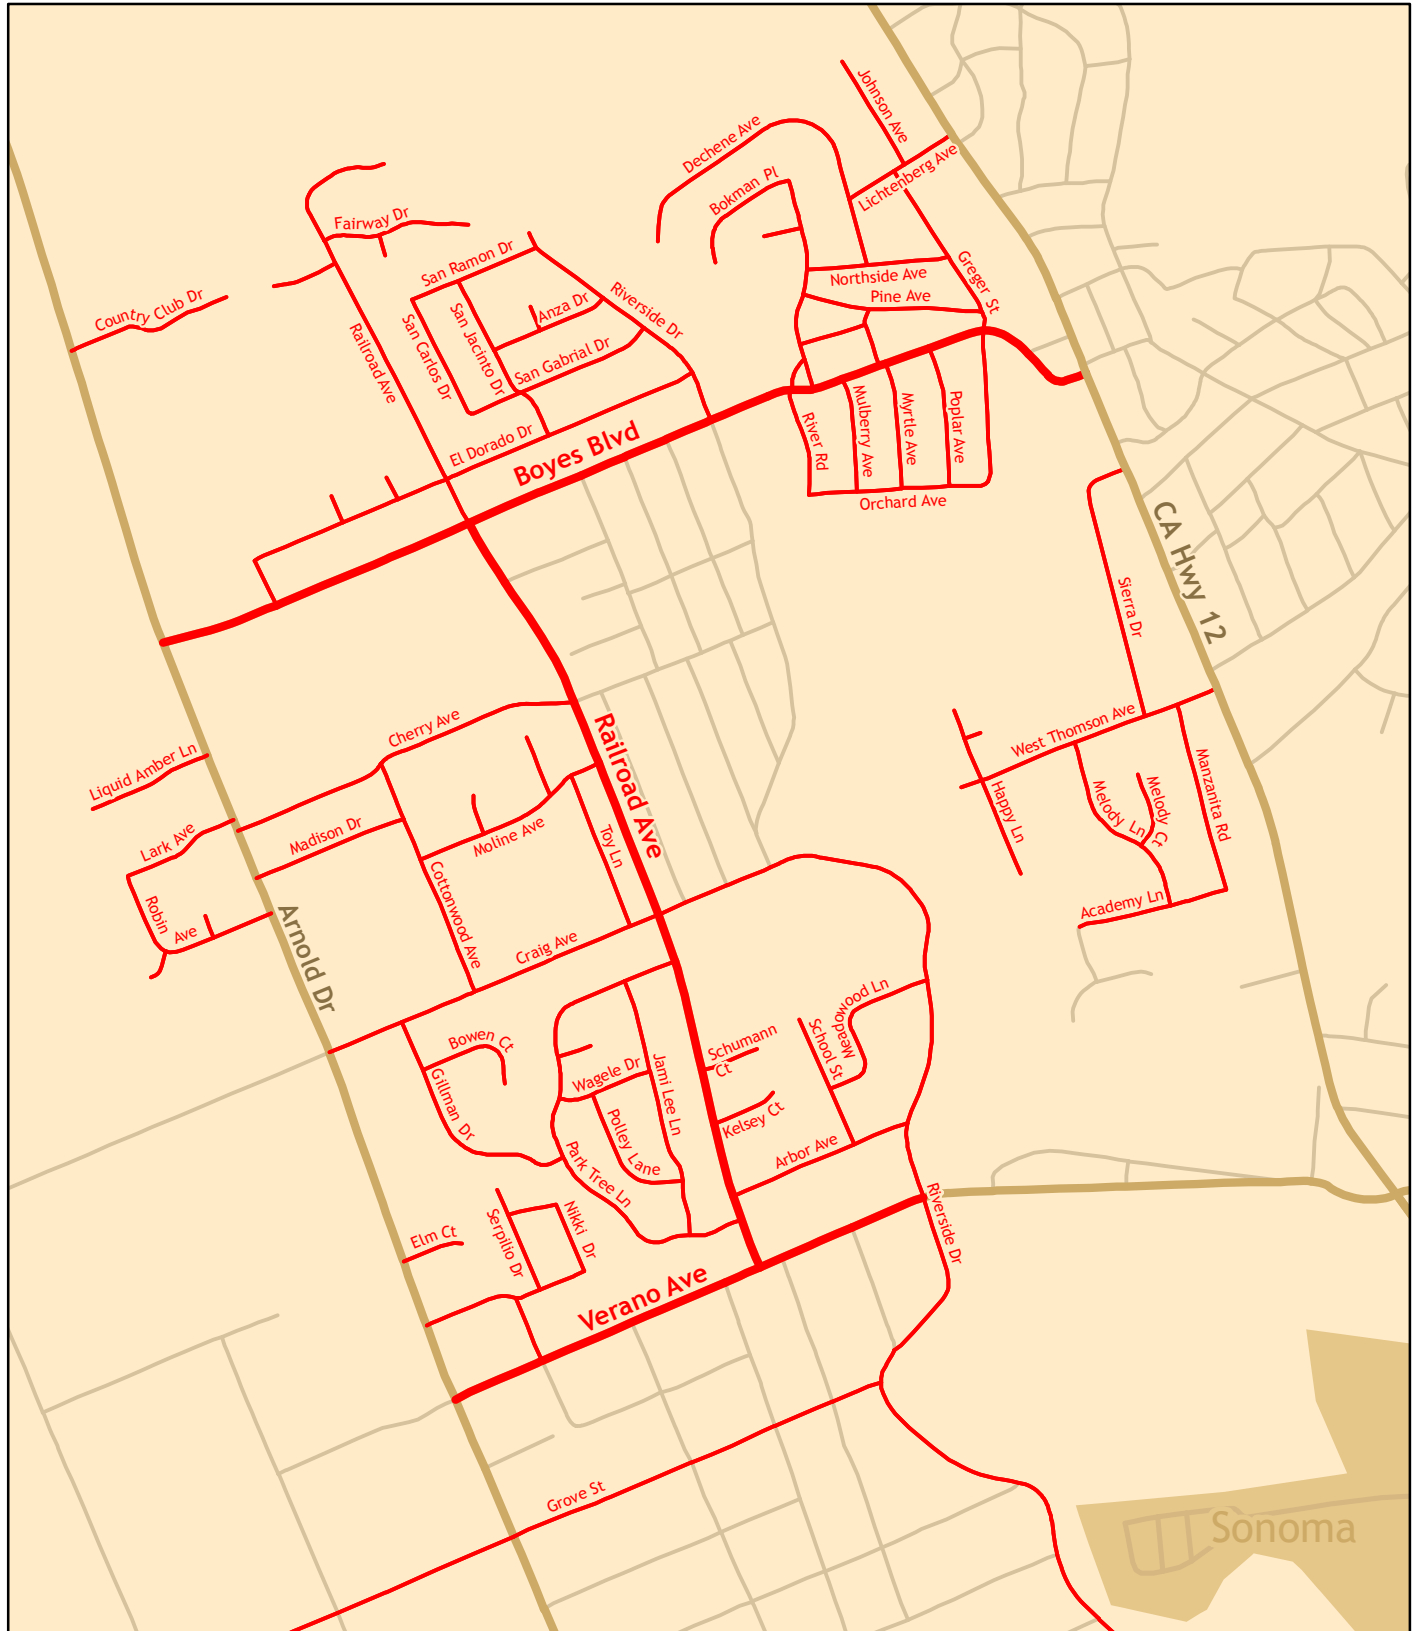 Johnson Ave
Dechene Ave
Lichtenberg Ave
Bokman Pl
Fairway Dr
San Ramon Dr
Greger St
Northside Ave
Country Club Dr
Riverside Dr
Anza Dr
Pine Ave
San Jacinto Dr
San Carlos Dr
Railroad Ave
San Gabrial Dr
El Dorado Dr
Boyes Blvd
River Rd
Mulberry Ave
Myrtle Ave
Poplar Ave
Orchard Ave
CA Hwy 12
Sierra Dr
West Thomson Ave
Cherry Ave
Railroad Ave
Liquid Amber Ln
Happy Ln
Melody Ln
Melody Ct
Manzanita Rd
Lark Ave
Madison Dr
Moline Ave
Toy Ln
Cottonwood Ave
Robin
Ave
Academy Ln
Arnold Dr
Craig Ave
Bowen Ct
Gillman Dr
Wagele Dr
Jami Lee Ln
Schumann
Ct
School St
Meadowood Ln
Polley Lane
Kelsey Ct
Arbor Ave
Park Tree Ln
Elm Ct
Serpilio Dr
Nikki Dr
Riverside Dr
Verano Ave
Grove St
Sonoma